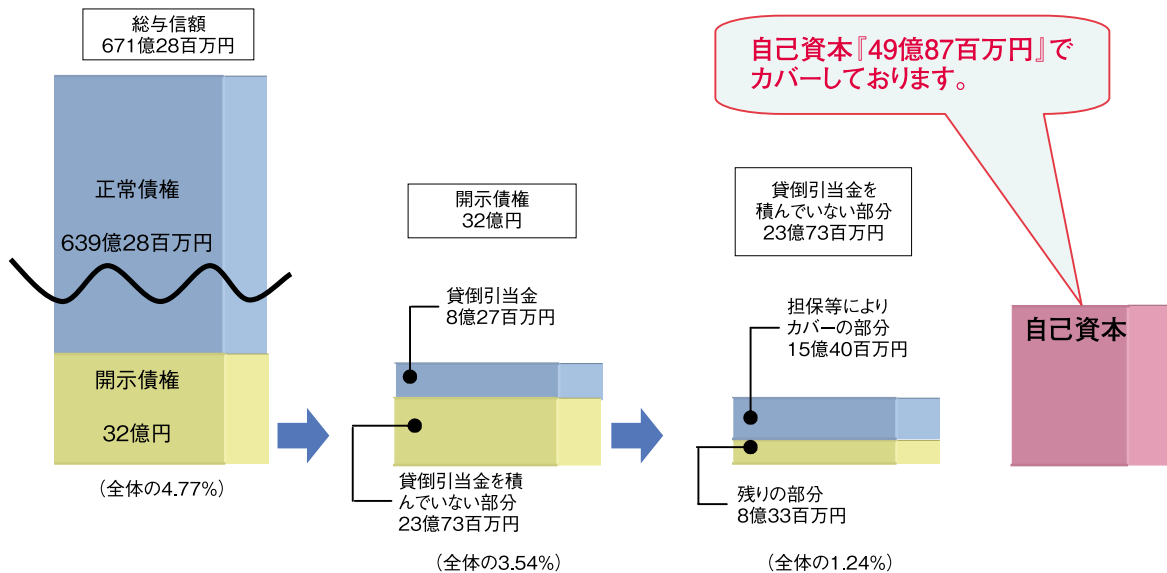 総与信額
671億28百万円
正常債権
639億28百万円
開示債権
32億円
(全体の4.77%)
開示債権
32億円
貸倒引当金
8億27百万円
貸倒引当金を積
んでいない部分
23億73百万円
(全体の3.54%)
貸倒引当金を
積んでいない部分
23億73百万円
担保等により
カバーの部分
15億40百万円
残りの部分
8億33百万円
(全体の1.24%)
自己資本『49億87百万円』で
カバーしております。
自己資本